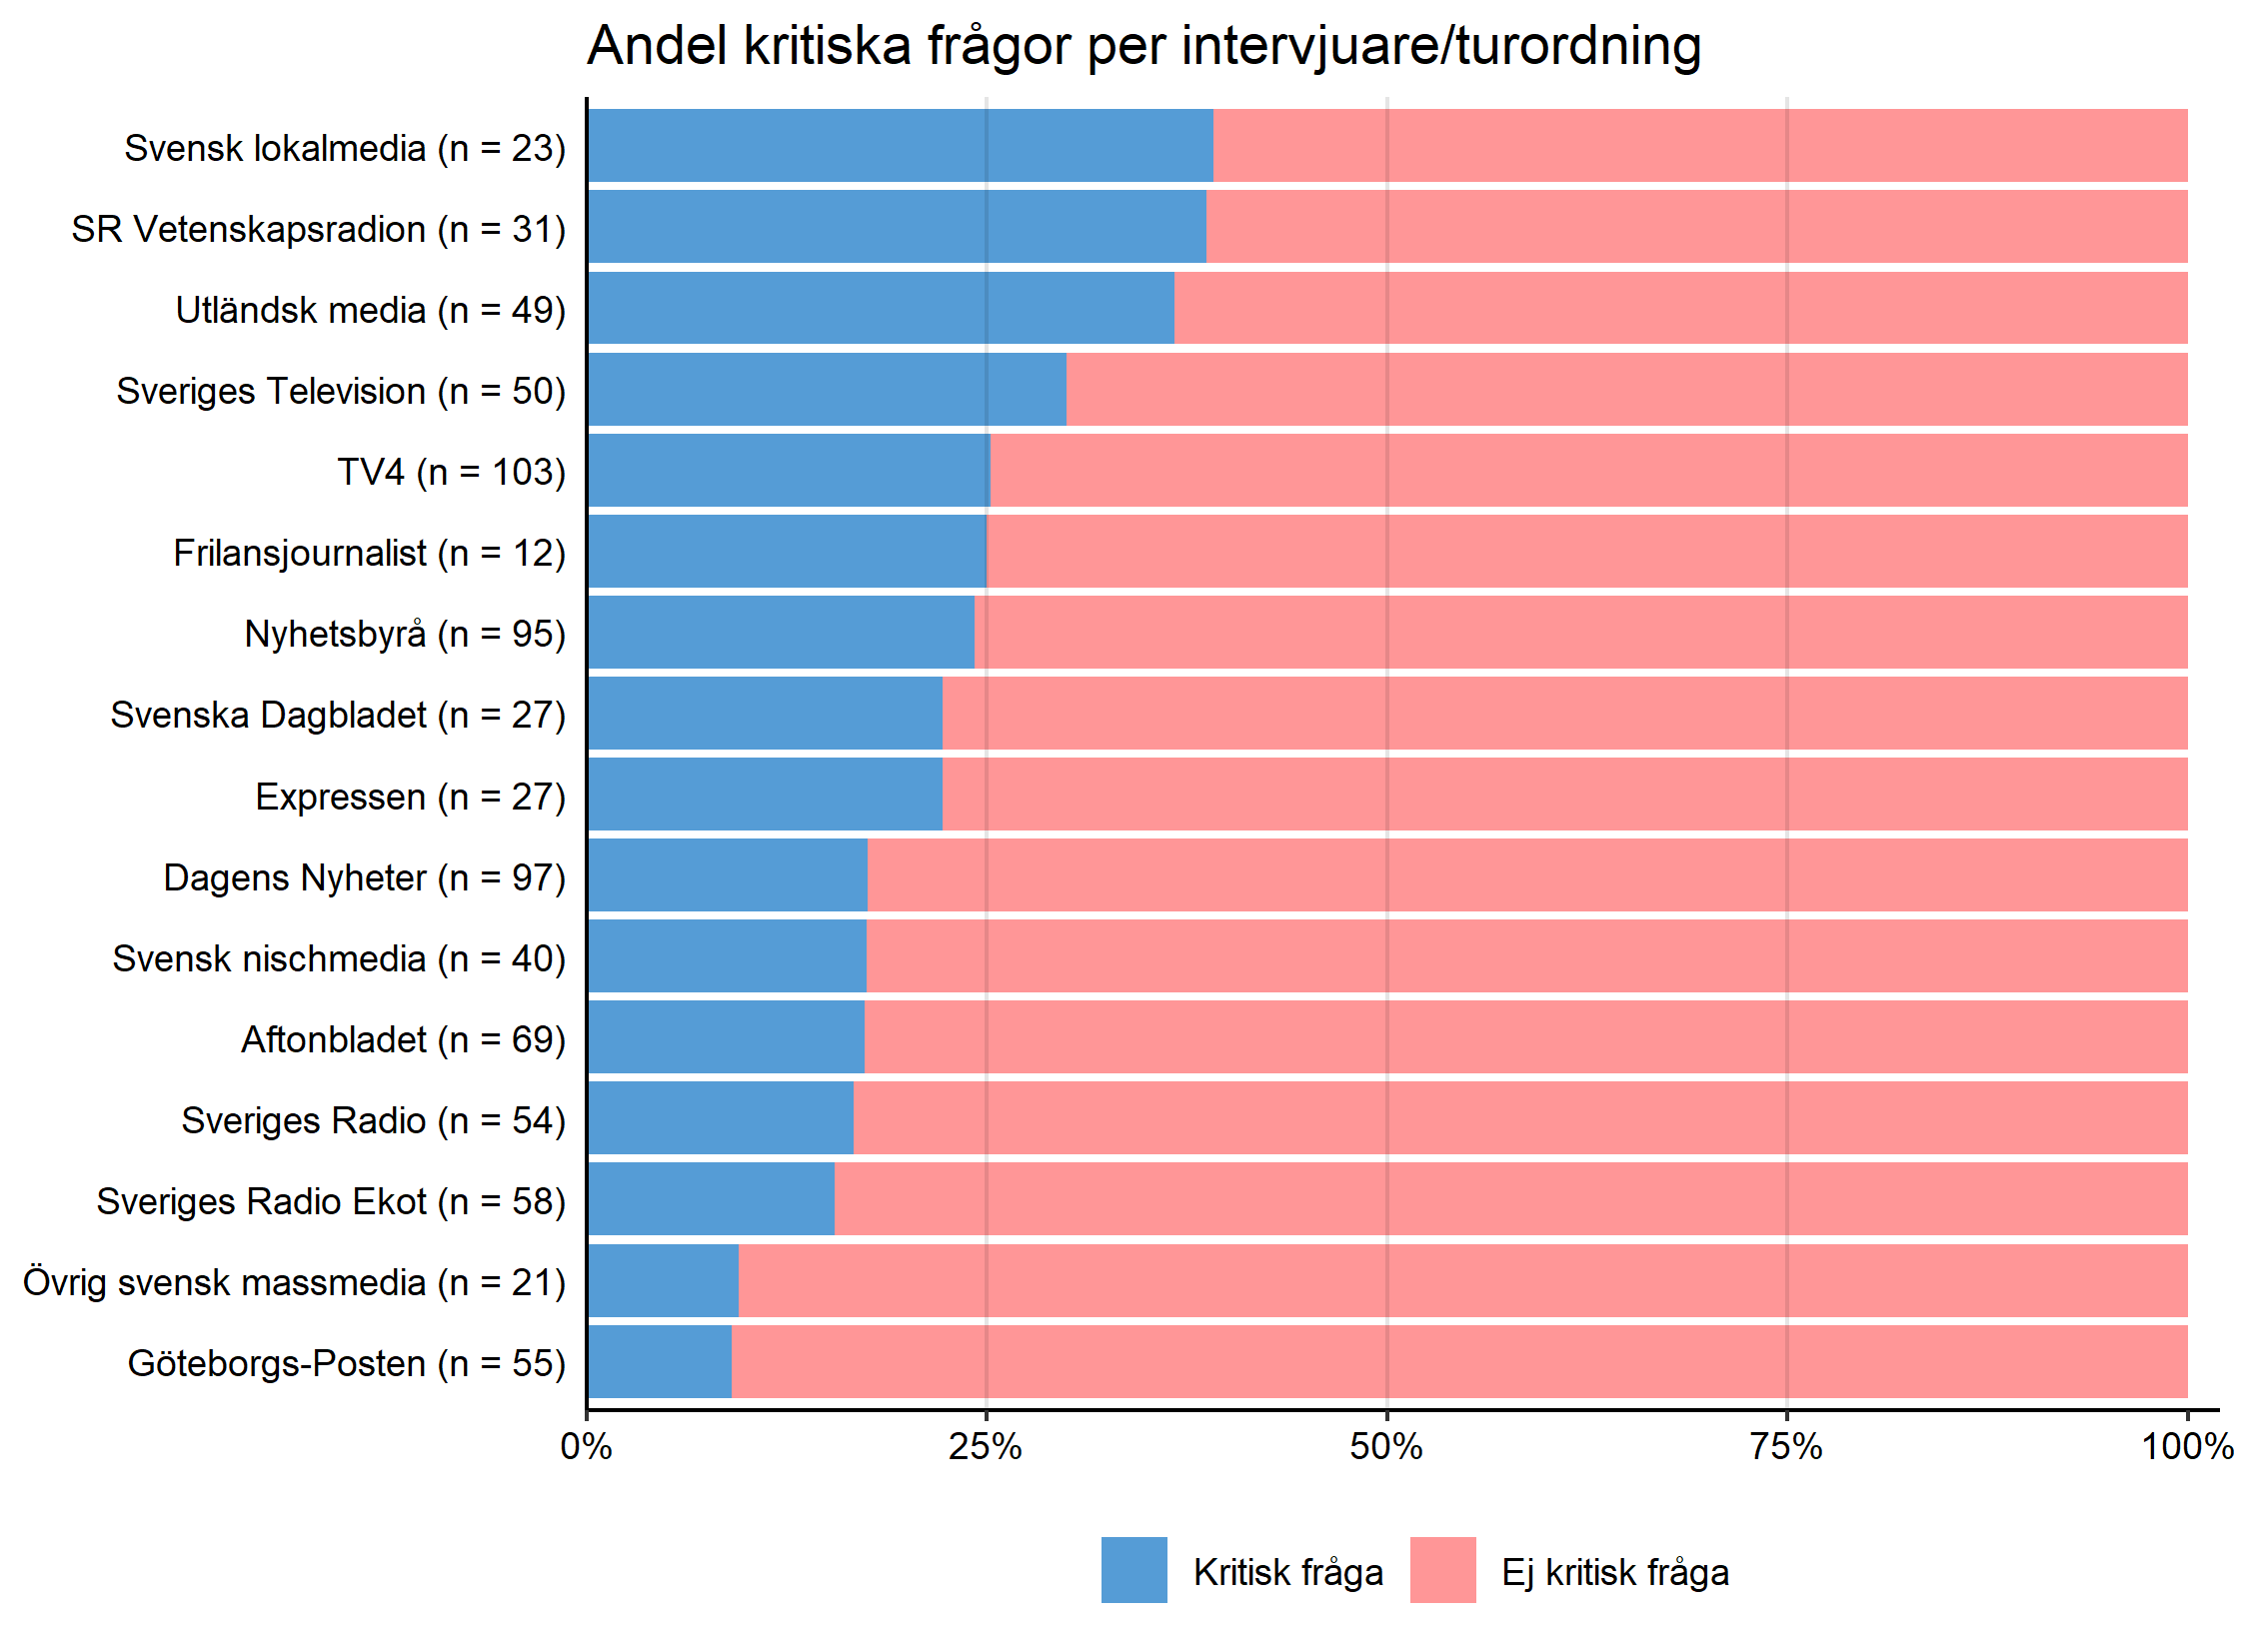 Andel kritiska frågor per intervjuare/turordning
Svensk lokalmedia (n = 23)
SR Vetenskapsradion (n = 31)
Utländsk media (n = 49)
Sveriges Television (n = 50)
TV4 (n = 103)
Frilansjournalist (n = 12)
Nyhetsbyrå (n = 95)
Svenska Dagbladet (n = 27)
Expressen (n = 27)
Dagens Nyheter (n = 97)
Svensk nischmedia (n = 40)
Aftonbladet (n = 69)
Sveriges Radio (n = 54)
Sveriges Radio Ekot (n = 58)
Övrig svensk massmedia (n = 21)
Göteborgs-Posten (n = 55)
0% 25% 50% 75% 100%
Kritisk fråga Ej kritisk fråga